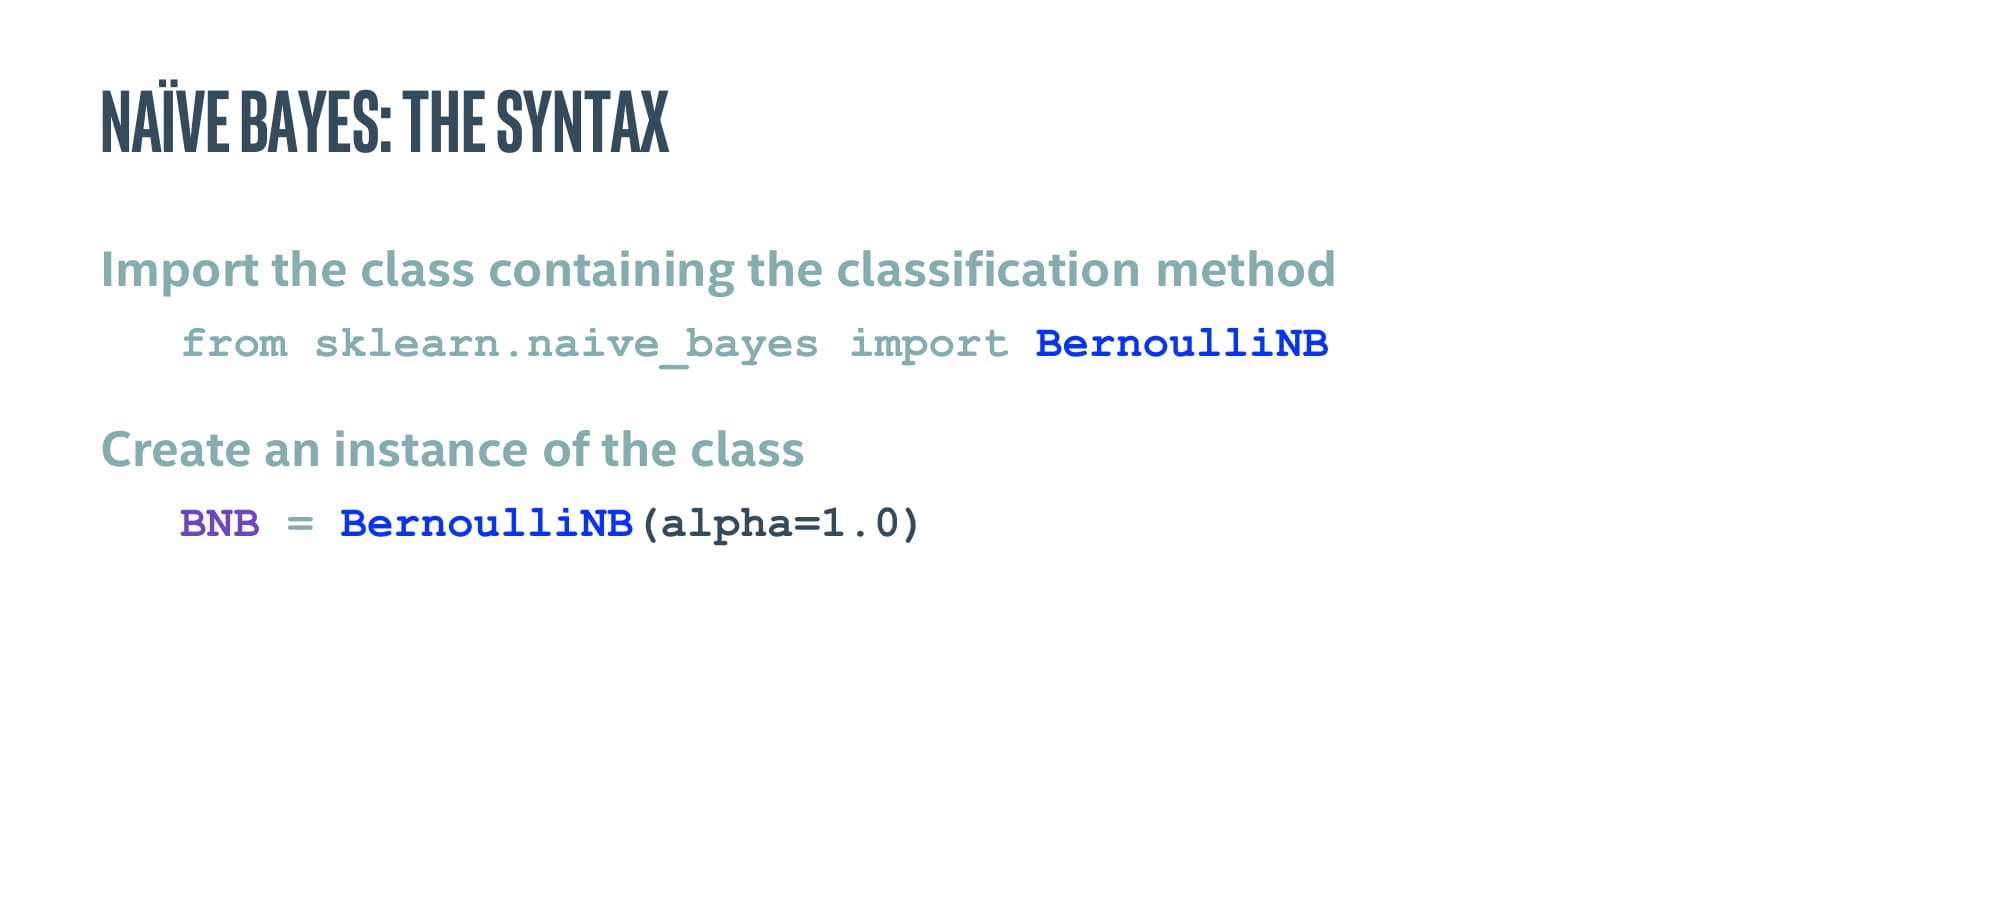 NAÏVE BAYES: THE SYNTAX
Import the class containing the classification method
from sklearn.naive_bayes import BernoulliNB
Create an instance of the class
BNB = BernoulliNB(alpha=1.0)